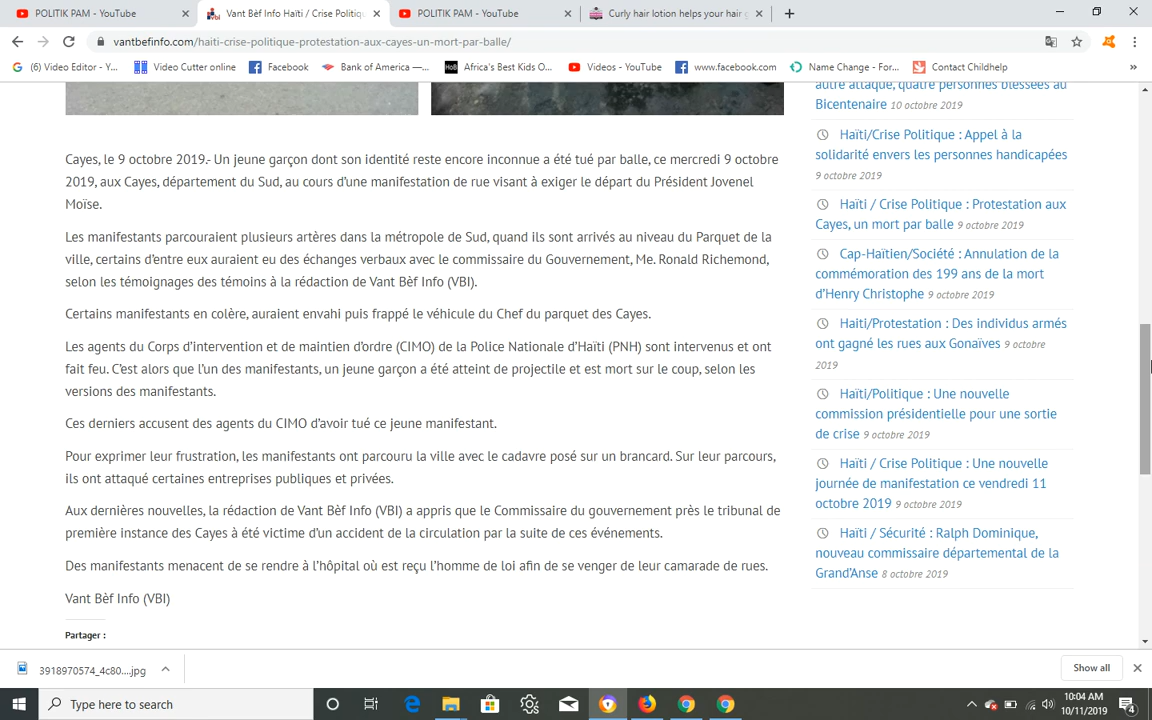 POLITIK PAM - YouTube
Vant Bèf Info Haïti / Crise Politiq
POLITIK PAM - YouTube
Curly hair lotion helps your hair g
vantbefinfo.com/haiti-crise-politique-protestation-aux-cayes-un-mort-par-balle/
(6) Video Editor - Y...
Video Cutter online
Facebook
Bank of America —...
HoB
Africa's Best Kids O...
Videos - YouTube
www.facebook.com
Name Change - For...
Contact Childhelp
»
Cayes, le 9 octobre 2019.- Un jeune garçon dont son identité reste encore inconnue a été tué par balle, ce mercredi 9 octobre
2019, aux Cayes, département du Sud, au cours d'une manifestation de rue visant à exiger le départ du Président Jovenel
Moïse.
Les manifestants parcouraient plusieurs artères dans la métropole de Sud, quand ils sont arrivés au niveau du Parquet de la
ville, certains d'entre eux auraient eu des échanges verbaux avec le commissaire du Gouvernement, Me. Ronald Richemond,
selon les témoignages des témoins à la rédaction de Vant Bèf Info (VBI).
Certains manifestants en colère, auraient envahi puis frappé le véhicule du Chef du parquet des Cayes.
Les agents du Corps d'intervention et de maintien d'ordre (CIMO) de la Police Nationale d'Haïti (PNH) sont intervenus et ont
fait feu. C'est alors que l'un des manifestants, un jeune garçon a été atteint de projectile et est mort sur le coup, selon les
versions des manifestants.
Ces derniers accusent des agents du CIMO d'avoir tué ce jeune manifestant.
Pour exprimer leur frustration, les manifestants ont parcouru la ville avec le cadavre posé sur un brancard. Sur leur parcours,
ils ont attaqué certaines entreprises publiques et privées.
Aux dernières nouvelles, la rédaction de Vant Bèf Info (VBI) a appris que le Commissaire du gouvernement près le tribunal de
première instance des Cayes à été victime d'un accident de la circulation par la suite de ces événements.
Des manifestants menacent de se rendre à l'hôpital où est reçu l'homme de loi afin de se venger de leur camarade de rues.
Vant Bèf Info (VBI)
Partager :
autre attaque, quatre personnes blessées au
Bicentenaire 10 octobre 2019
Haïti/Crise Politique : Appel à la
solidarité envers les personnes handicapées
9 octobre 2019
Haïti / Crise Politique : Protestation aux
Cayes, un mort par balle 9 octobre 2019
Cap-Haïtien/Société : Annulation de la
commémoration des 199 ans de la mort
d'Henry Christophe 9 octobre 2019
Haiti/Protestation : Des individus armés
ont gagné les rues aux Gonaïves 9 octobre
2019
Haïti/Politique : Une nouvelle
commission présidentielle pour une sortie
de crise 9 octobre 2019
Haïti / Crise Politique : Une nouvelle
journée de manifestation ce vendredi 11
octobre 2019 9 octobre 2019
Haïti / Sécurité : Ralph Dominique,
nouveau commissaire départemental de la
Grand'Anse 8 octobre 2019
3918970574_4c80....jpg
Show all
Type here to search
10:04 AM
10/11/2019
4